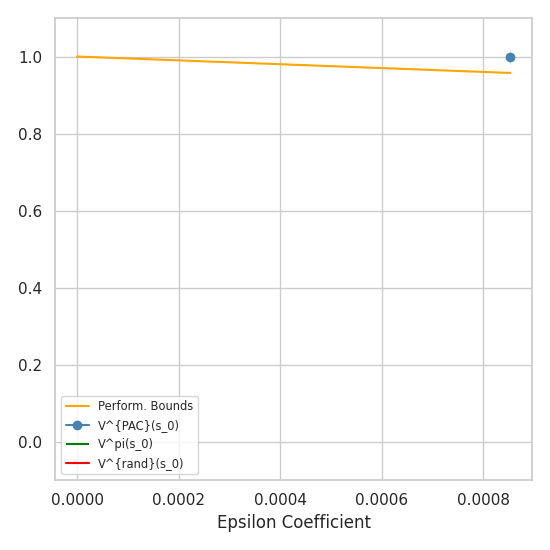 1.0
0.8
0.6
0.4
0.2
0.0
Perform. Bounds
V^{PAC}(s_0)
V^pi(s_0)
V^{rand}(s_0)
0.0000 0.0002 0.0004 0.0006 0.0008
Epsilon Coefficient